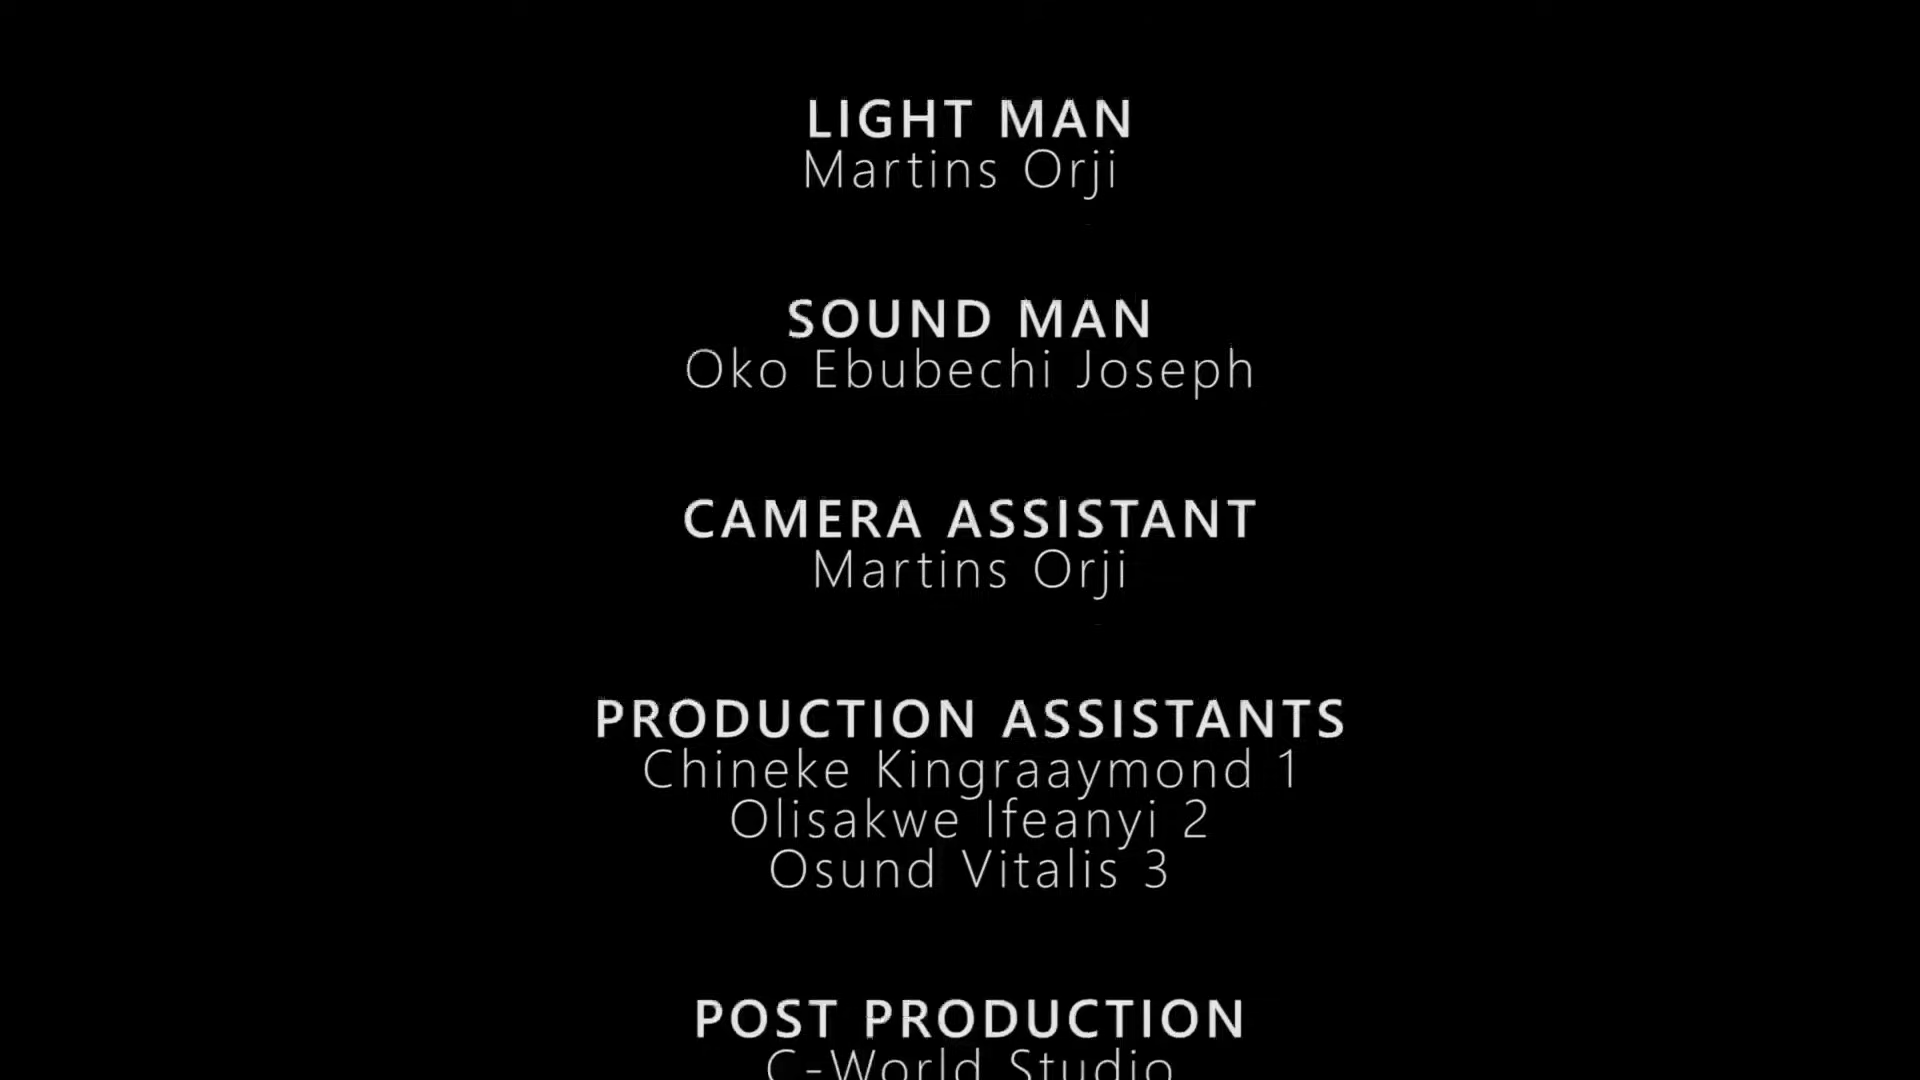 LIGHT MAN
Martins Orji
SOUND MAN
Oko Ebubechi Joseph
CAMERA ASSISTANT
Martins Orji
PRODUCTION ASSISTANTS
Chineke Kingraaymond 1
Olisakwe Ifeanyi 2
Osund Vitalis 3
POST PRODUCTION
C-World Studio